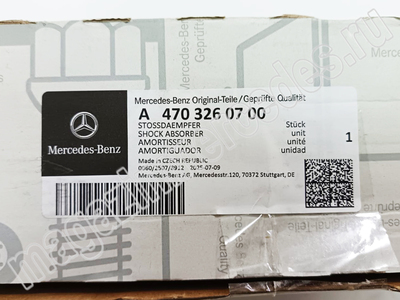 Mercedes-Benz Original-Teile/Geprüfte Qualität
A 470 326 07 00
STOSSDAEMPFER Stück
SHOCK ABSORBER unit
AMORTISSEUR unité
AMORTIGUADOR unidad
1
Made in CZECH REPUBLIC
Mercedes-Benz AG, Mercedesstr.120, 70372 Stuttgart, DE
Mercedes-Benz